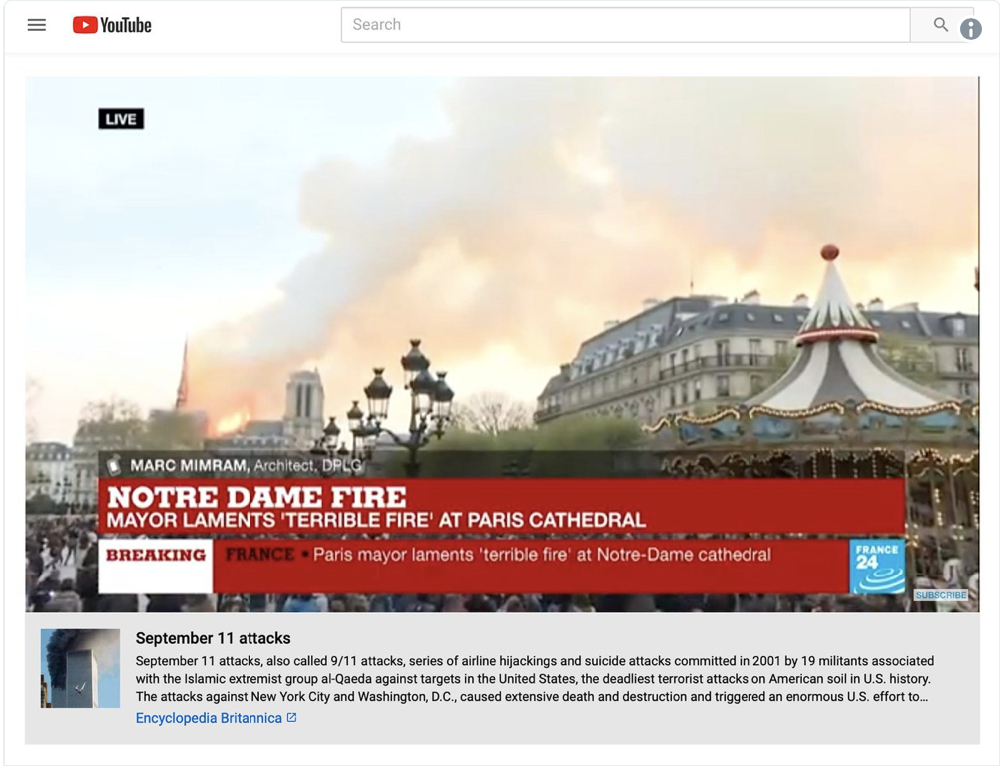 YouTube
Search
LIVE
MARC MIMRAM, Architect, DPLG
NOTRE DAME FIRE
MAYOR LAMENTS 'TERRIBLE FIRE' AT PARIS CATHEDRAL
BREAKING
FRANCE ▪ Paris mayor laments 'terrible fire' at Notre-Dame cathedral
FRANCE
24
SUBSCRIBE
September 11 attacks
September 11 attacks, also called 9/11 attacks, series of airline hijackings and suicide attacks committed in 2001 by 19 militants associated
with the Islamic extremist group al-Qaeda against targets in the United States, the deadliest terrorist attacks on American soil in U.S. history.
The attacks against New York City and Washington, D.C., caused extensive death and destruction and triggered an enormous U.S. effort to...
Encyclopedia Britannica